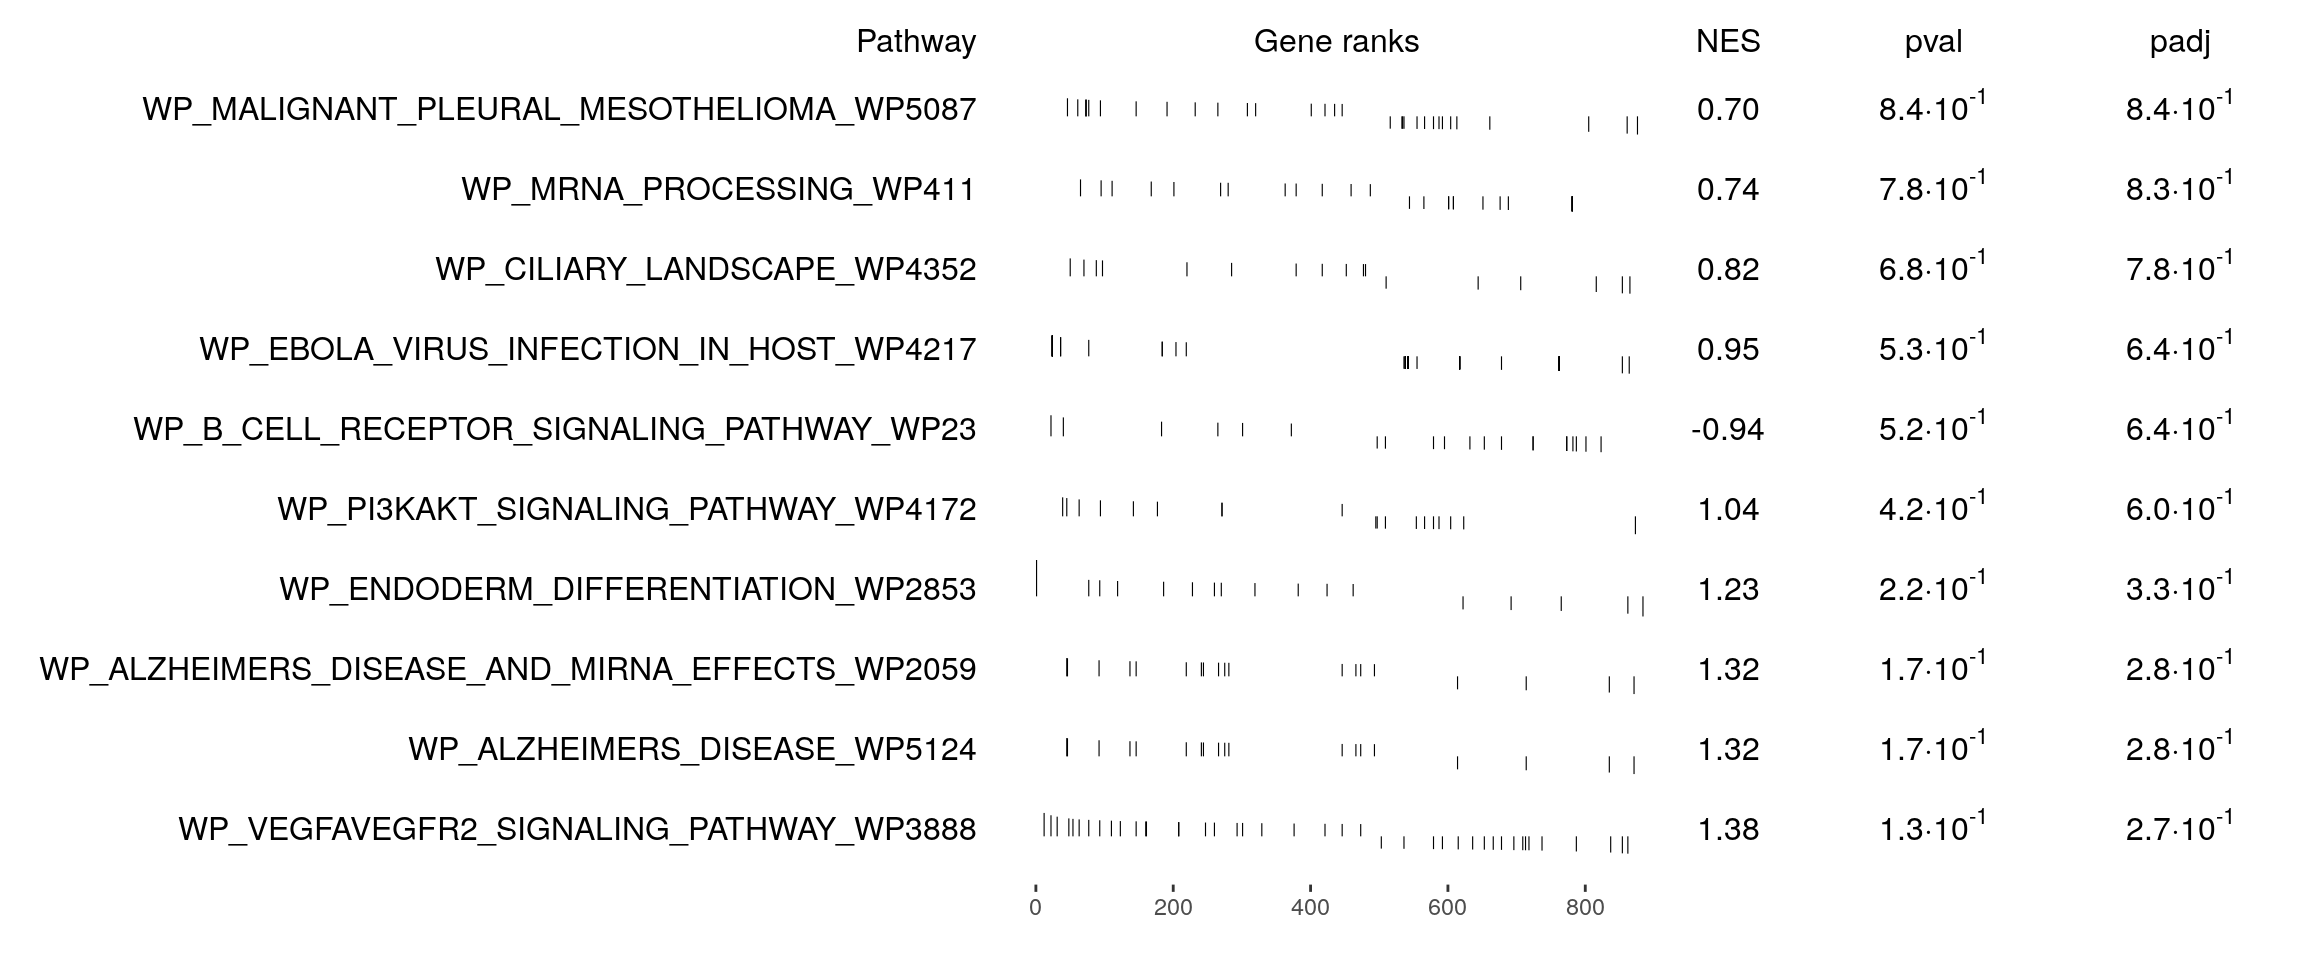 Pathway Gene ranks NES pval padj
WP_MALIGNANT_PLEURAL_MESOTHELIOMA_WP5087 0.70 8.4·10⁻¹ 8.4·10⁻¹
WP_MRNA_PROCESSING_WP411 0.74 7.8·10⁻¹ 8.3·10⁻¹
WP_CILIARY_LANDSCAPE_WP4352 0.82 6.8·10⁻¹ 7.8·10⁻¹
WP_EBOLA_VIRUS_INFECTION_IN_HOST_WP4217 0.95 5.3·10⁻¹ 6.4·10⁻¹
WP_B_CELL_RECEPTOR_SIGNALING_PATHWAY_WP23 -0.94 5.2·10⁻¹ 6.4·10⁻¹
WP_PI3KAKT_SIGNALING_PATHWAY_WP4172 1.04 4.2·10⁻¹ 6.0·10⁻¹
WP_ENDODERM_DIFFERENTIATION_WP2853 1.23 2.2·10⁻¹ 3.3·10⁻¹
WP_ALZHEIMERS_DISEASE_AND_MIRNA_EFFECTS_WP2059 1.32 1.7·10⁻¹ 2.8·10⁻¹
WP_ALZHEIMERS_DISEASE_WP5124 1.32 1.7·10⁻¹ 2.8·10⁻¹
WP_VEGFAVEGFR2_SIGNALING_PATHWAY_WP3888 1.38 1.3·10⁻¹ 2.7·10⁻¹
0 200 400 600 800